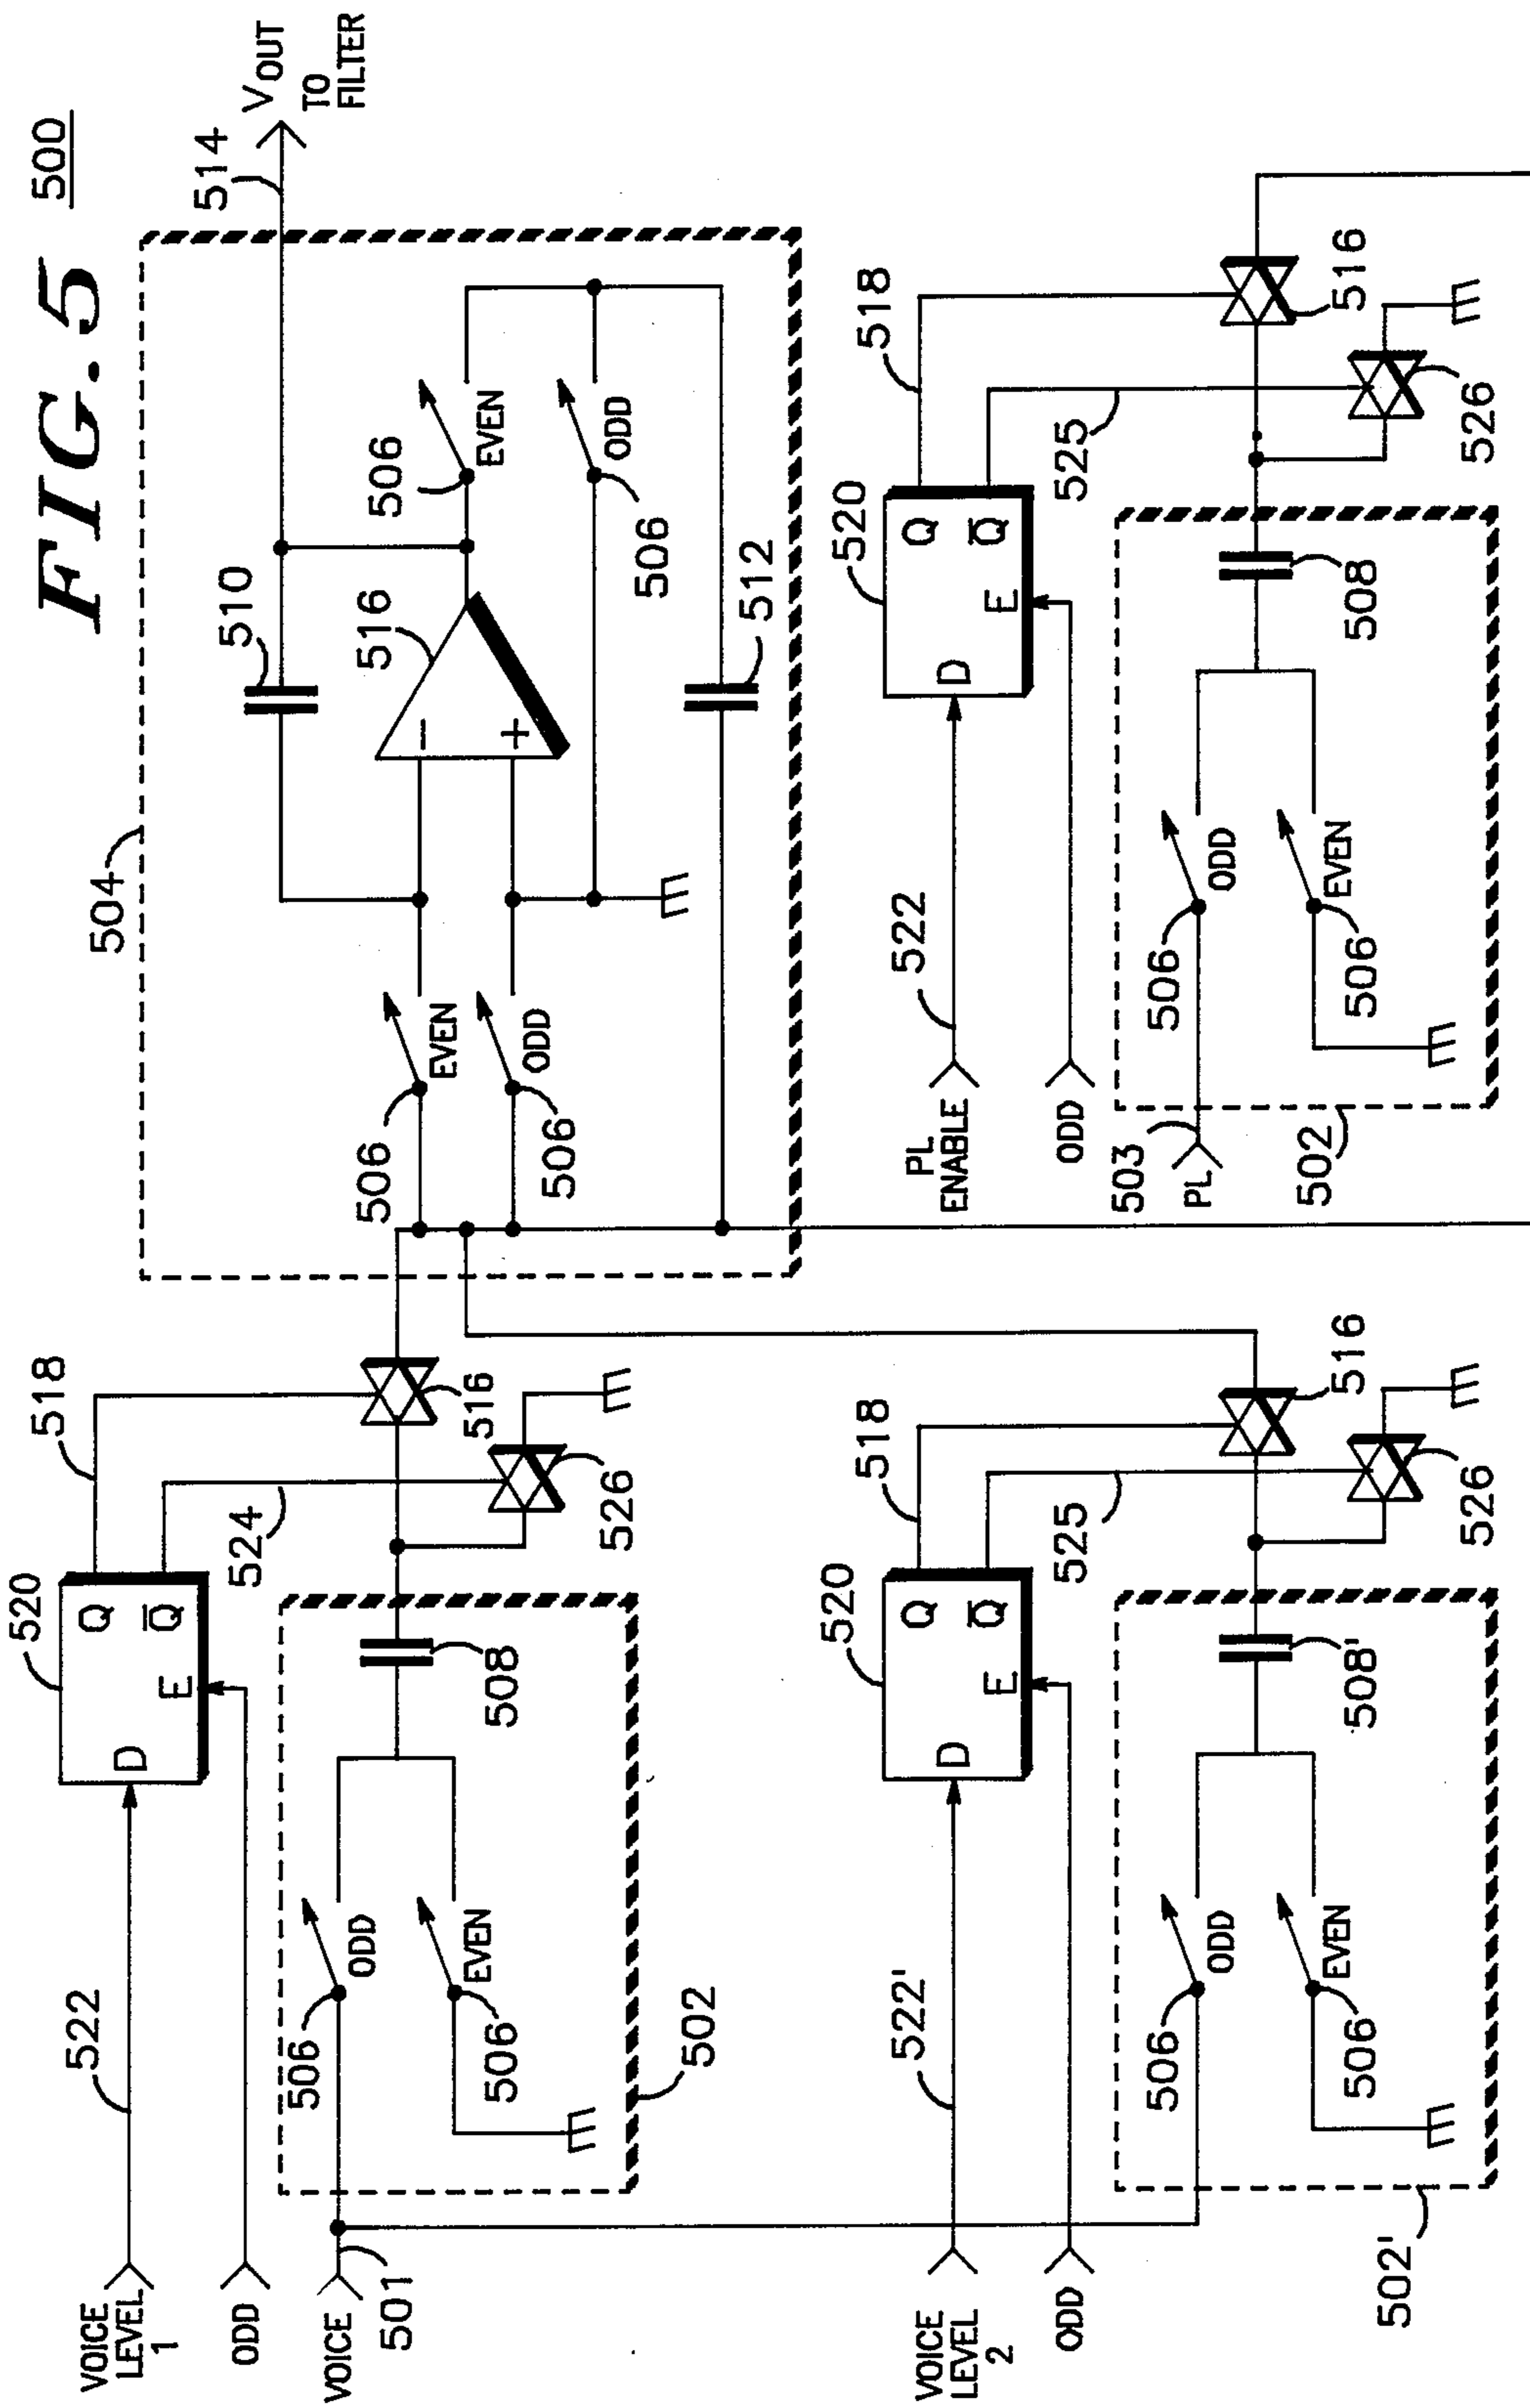 FIG. 5
500
VOICE LEVEL 1
522
520
D
Q
Q̅
E
518
524
ODD
VOICE
501
506
ODD
506
EVEN
508
502
516
526
504
506
EVEN
506
ODD
510
516
−
+
506
EVEN
506
ODD
512
514
VOUT
TO
FILTER
VOICE LEVEL 2
522'
520
D
Q
Q̅
E
518
525
ODD
506
ODD
506
EVEN
508'
502'
516
526
PL ENABLE
522
520
D
Q
Q̅
E
518
525
ODD
503
PL
506
ODD
506
EVEN
508
502
516
526